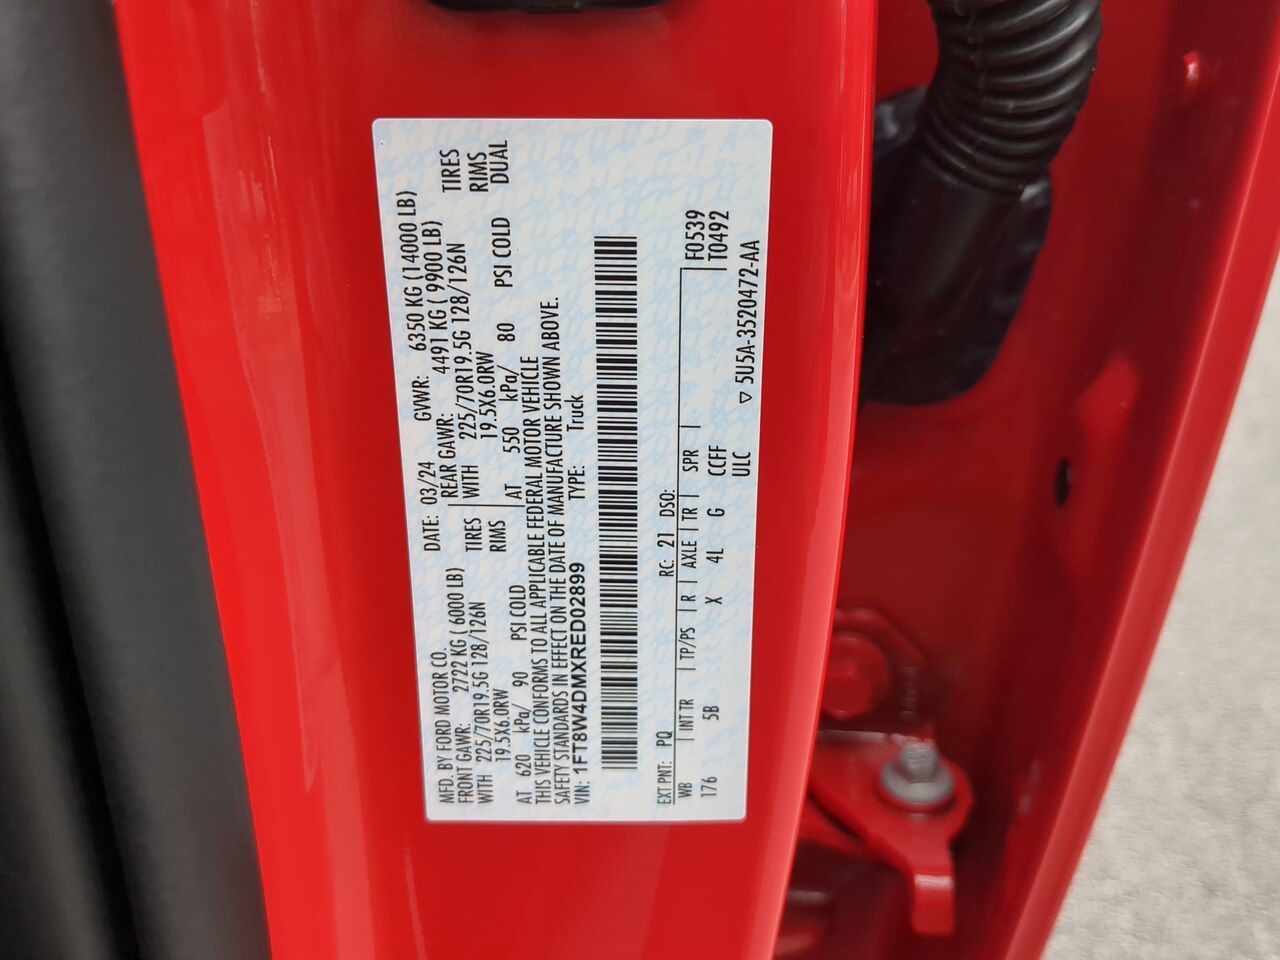 MFD. BY FORD MOTOR CO. DATE: 03/24 GVWR: 6350 KG (14000 LB)
FRONT GAWR: 2722 KG ( 6000 LB) REAR GAWR: 4491 KG ( 9900 LB)
WITH 225/70R19.5G 128/126N TIRES WITH 225/70R19.5G 128/126N TIRES
19.5X6.0RW RIMS 19.5X6.0RW RIMS
AT 620 kPa/ 90 PSI COLD AT 550 kPa/ 80 PSI COLD DUAL
THIS VEHICLE CONFORMS TO ALL APPLICABLE FEDERAL MOTOR VEHICLE
SAFETY STANDARDS IN EFFECT ON THE DATE OF MANUFACTURE SHOWN ABOVE.
VIN: 1FT8W4DMXRED02899 TYPE: Truck
EXT PNT: PQ RC: 21 DSO: F0539
WB INT TR TP/PS R AXLE TR SPR T0492
176 5B X 4L G CCFF
ULC ▽ 5U5A-3520472-AA